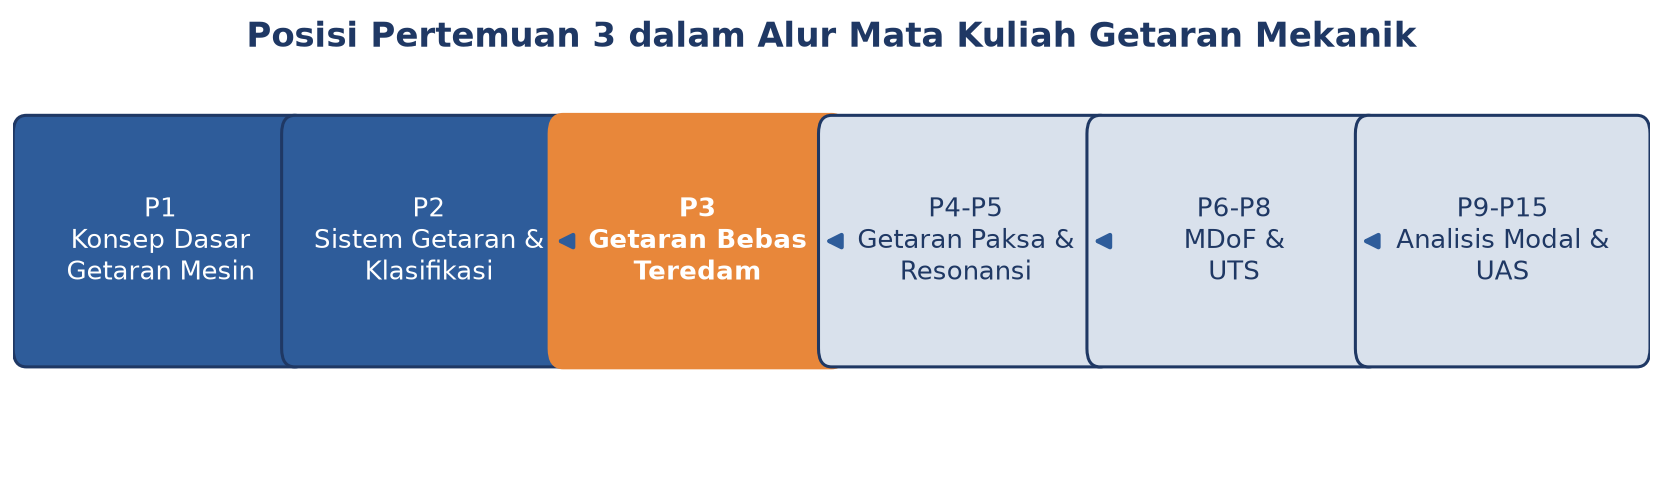 Posisi Pertemuan 3 dalam Alur Mata Kuliah Getaran Mekanik
P1
Konsep Dasar
Getaran Mesin
P2
Sistem Getaran &
Klasifikasi
P3
Getaran Bebas
Teredam
P4-P5
Getaran Paksa &
Resonansi
P6-P8
MDoF &
UTS
P9-P15
Analisis Modal &
UAS